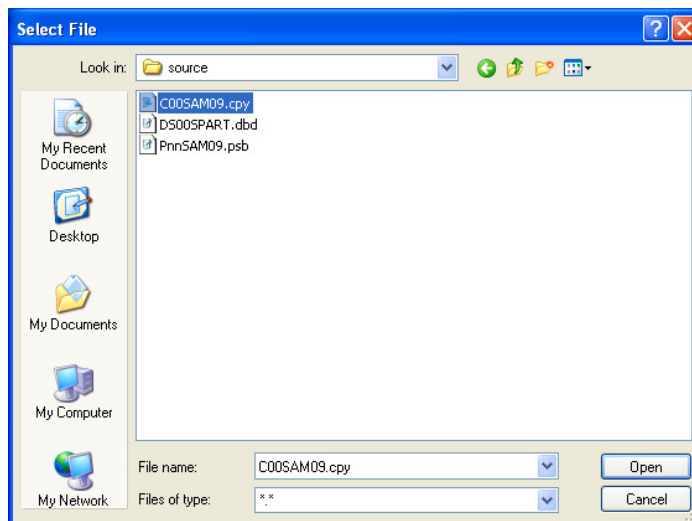 Select File
Look in:
source
C00SAM09.cpy
DS00SPART.dbd
PnnSAM09.psb
My Recent
Documents
Desktop
My Documents
My Computer
My Network
File name:
C00SAM09.cpy
Open
Files of type:
*.*
Cancel